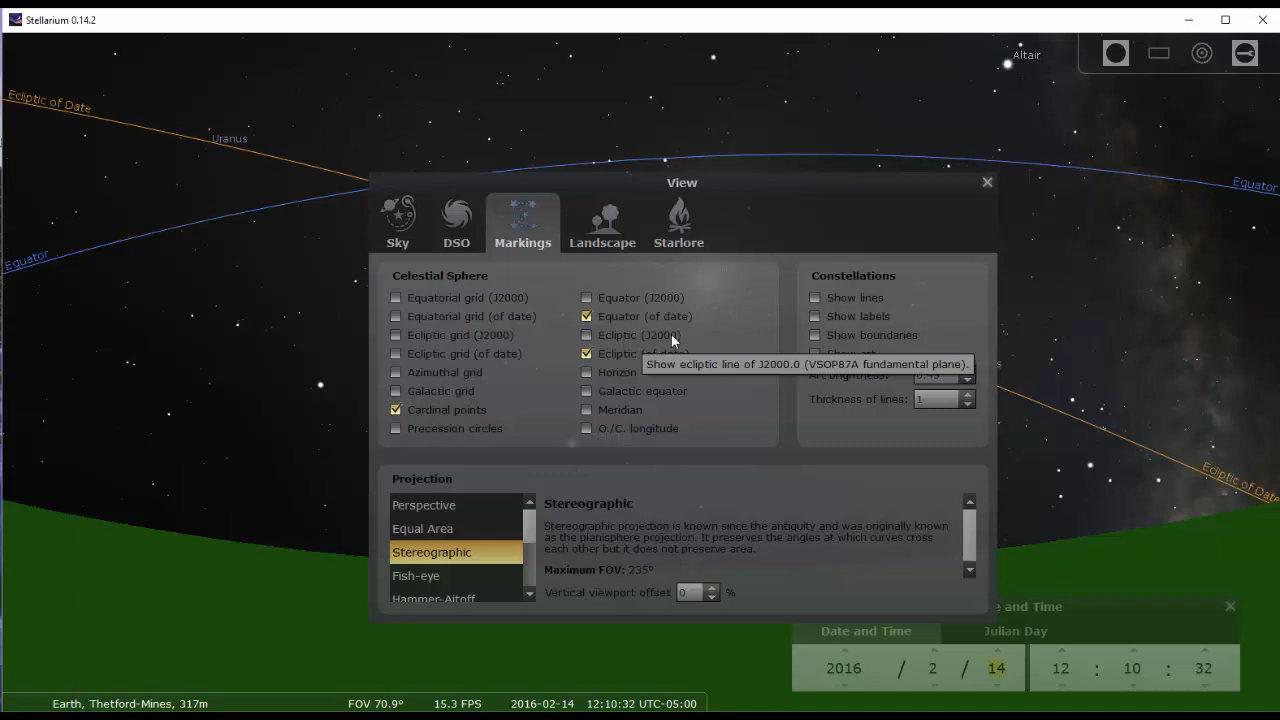 Stellarium 0.14.2
Altair
Ecliptic of Date
Uranus
Equator
Equator
View
Sky
DSO
Markings
Landscape
Starlore
Celestial Sphere
Equatorial grid (J2000)
Equatorial grid (of date)
Ecliptic grid (J2000)
Ecliptic grid (of date)
Azimuthal grid
Galactic grid
Cardinal points
Precession circles
Equator (J2000)
Equator (of date)
Ecliptic (J2000)
Ecliptic (of date)
Horizon
Galactic equator
Meridian
O./C. longitude
Show ecliptic line of J2000.0 (VSOP87A fundamental plane).
Constellations
Show lines
Show labels
Show boundaries
Show art
Art brightness: 0.45
Thickness of lines: 1
Ecliptic of Date
Projection
Perspective
Equal Area
Stereographic
Fish-eye
Hammer-Aitoff
Stereographic
Stereographic projection is known since the antiquity and was originally known
as the planisphere projection. It preserves the angles at which curves cross
each other but it does not preserve area.
Maximum FOV: 235°
Vertical viewport offset 0 %
e and Time
Date and Time
Julian Day
2016 / 2 / 14 12 : 10 : 32
Earth, Thetford-Mines, 317m FOV 70.9° 15.3 FPS 2016-02-14 12:10:32 UTC-05:00